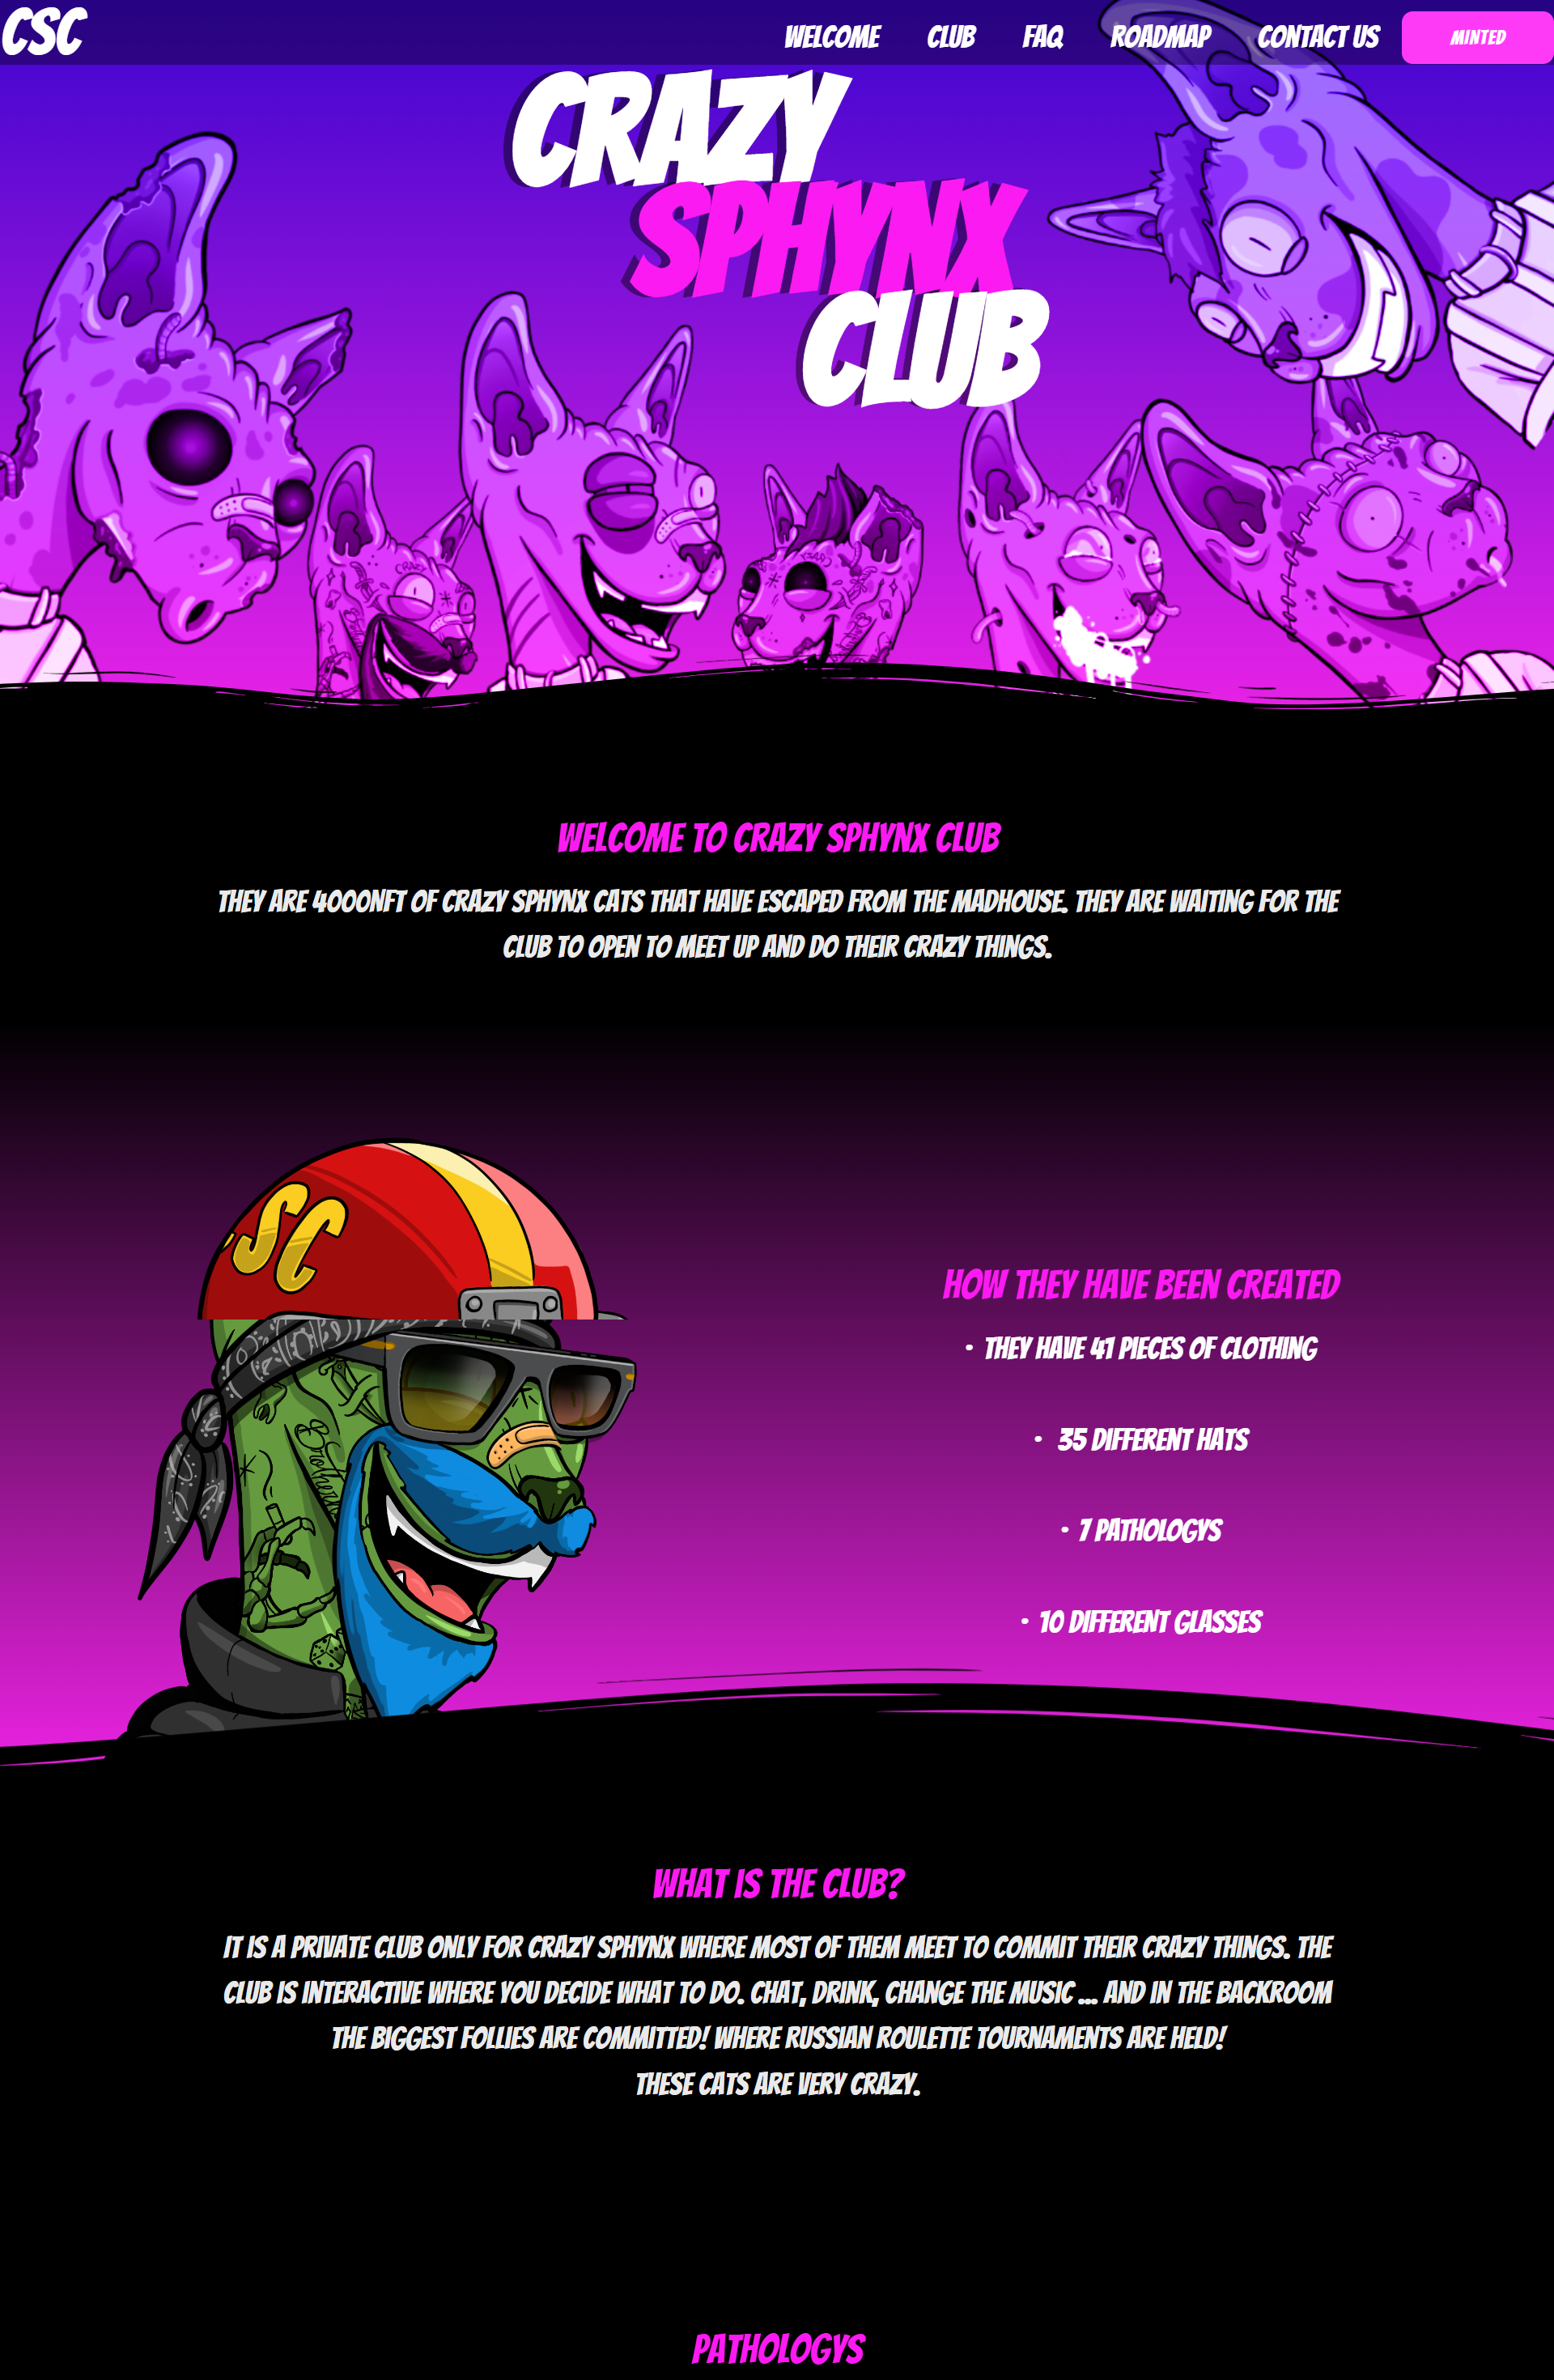 CSC
WELCOME CLUB FAQ ROADMAP CONTACT US MINTED
CRAZY
SPHYNX
CLUB
CRAZY
WELCOME TO CRAZY SPHYNX CLUB
THEY ARE 4000NFT OF CRAZY SPHYNX CATS THAT HAVE ESCAPED FROM THE MADHOUSE. THEY ARE WAITING FOR THE
CLUB TO OPEN TO MEET UP AND DO THEIR CRAZY THINGS.
SC
HOW THEY HAVE BEEN CREATED
• THEY HAVE 41 PIECES OF CLOTHING
• 35 DIFFERENT HATS
Brother
• 7 PATHOLOGYS
• 10 DIFFERENT GLASSES
WHAT IS THE CLUB?
IT IS A PRIVATE CLUB ONLY FOR CRAZY SPHYNX WHERE MOST OF THEM MEET TO COMMIT THEIR CRAZY THINGS. THE
CLUB IS INTERACTIVE WHERE YOU DECIDE WHAT TO DO. CHAT, DRINK, CHANGE THE MUSIC ... AND IN THE BACKROOM
THE BIGGEST FOLLIES ARE COMMITTED! WHERE RUSSIAN ROULETTE TOURNAMENTS ARE HELD!
THESE CATS ARE VERY CRAZY.
PATHOLOGYS